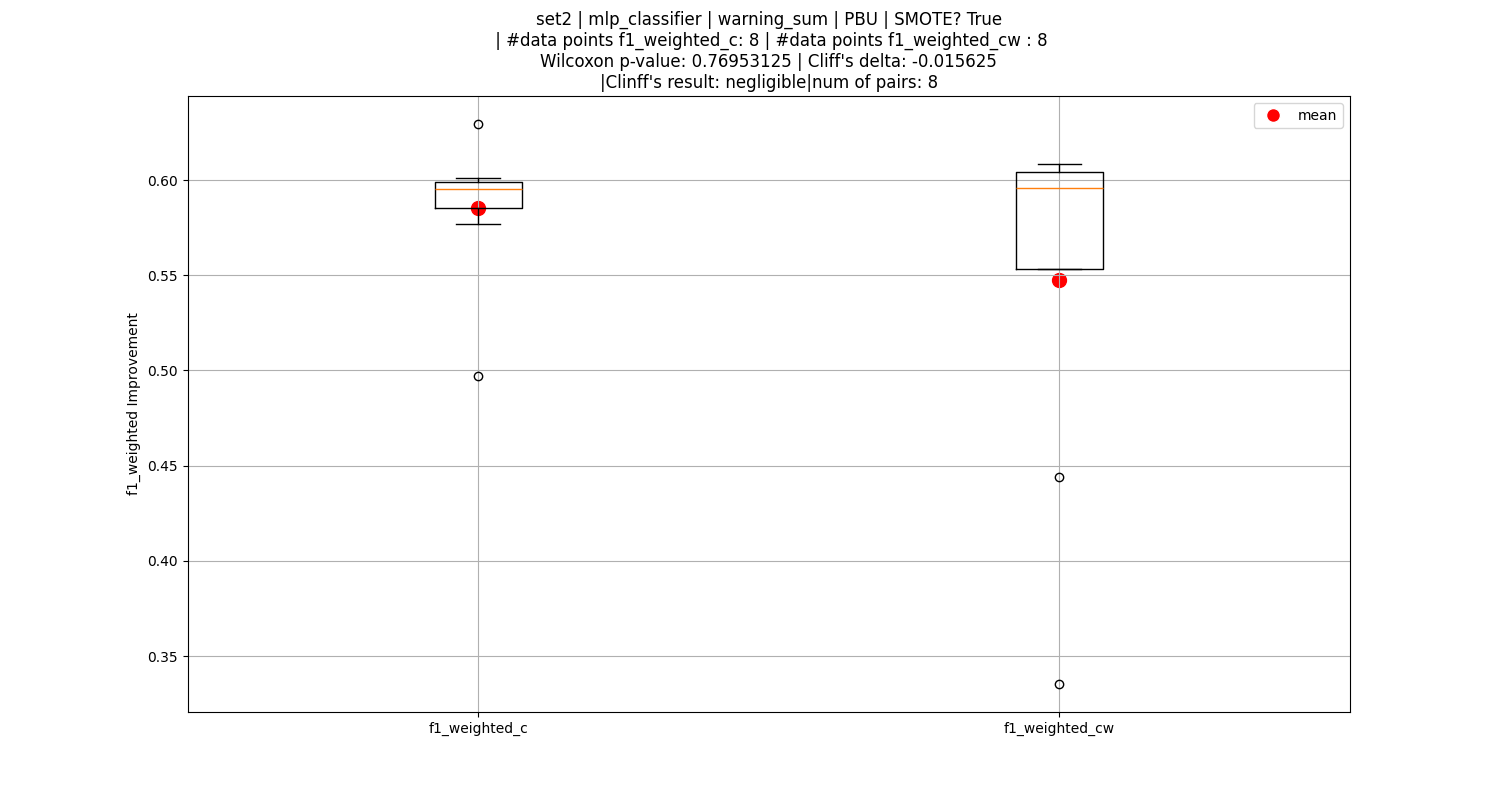 set2 | mlp_classifier | warning_sum | PBU | SMOTE? True
| #data points f1_weighted_c: 8 | #data points f1_weighted_cw : 8
Wilcoxon p-value: 0.76953125 | Cliff's delta: -0.015625
|Clinff's result: negligible|num of pairs: 8
mean
0.60
0.55
0.50
0.45
0.40
0.35
f1_weighted Improvement
f1_weighted_c
f1_weighted_cw